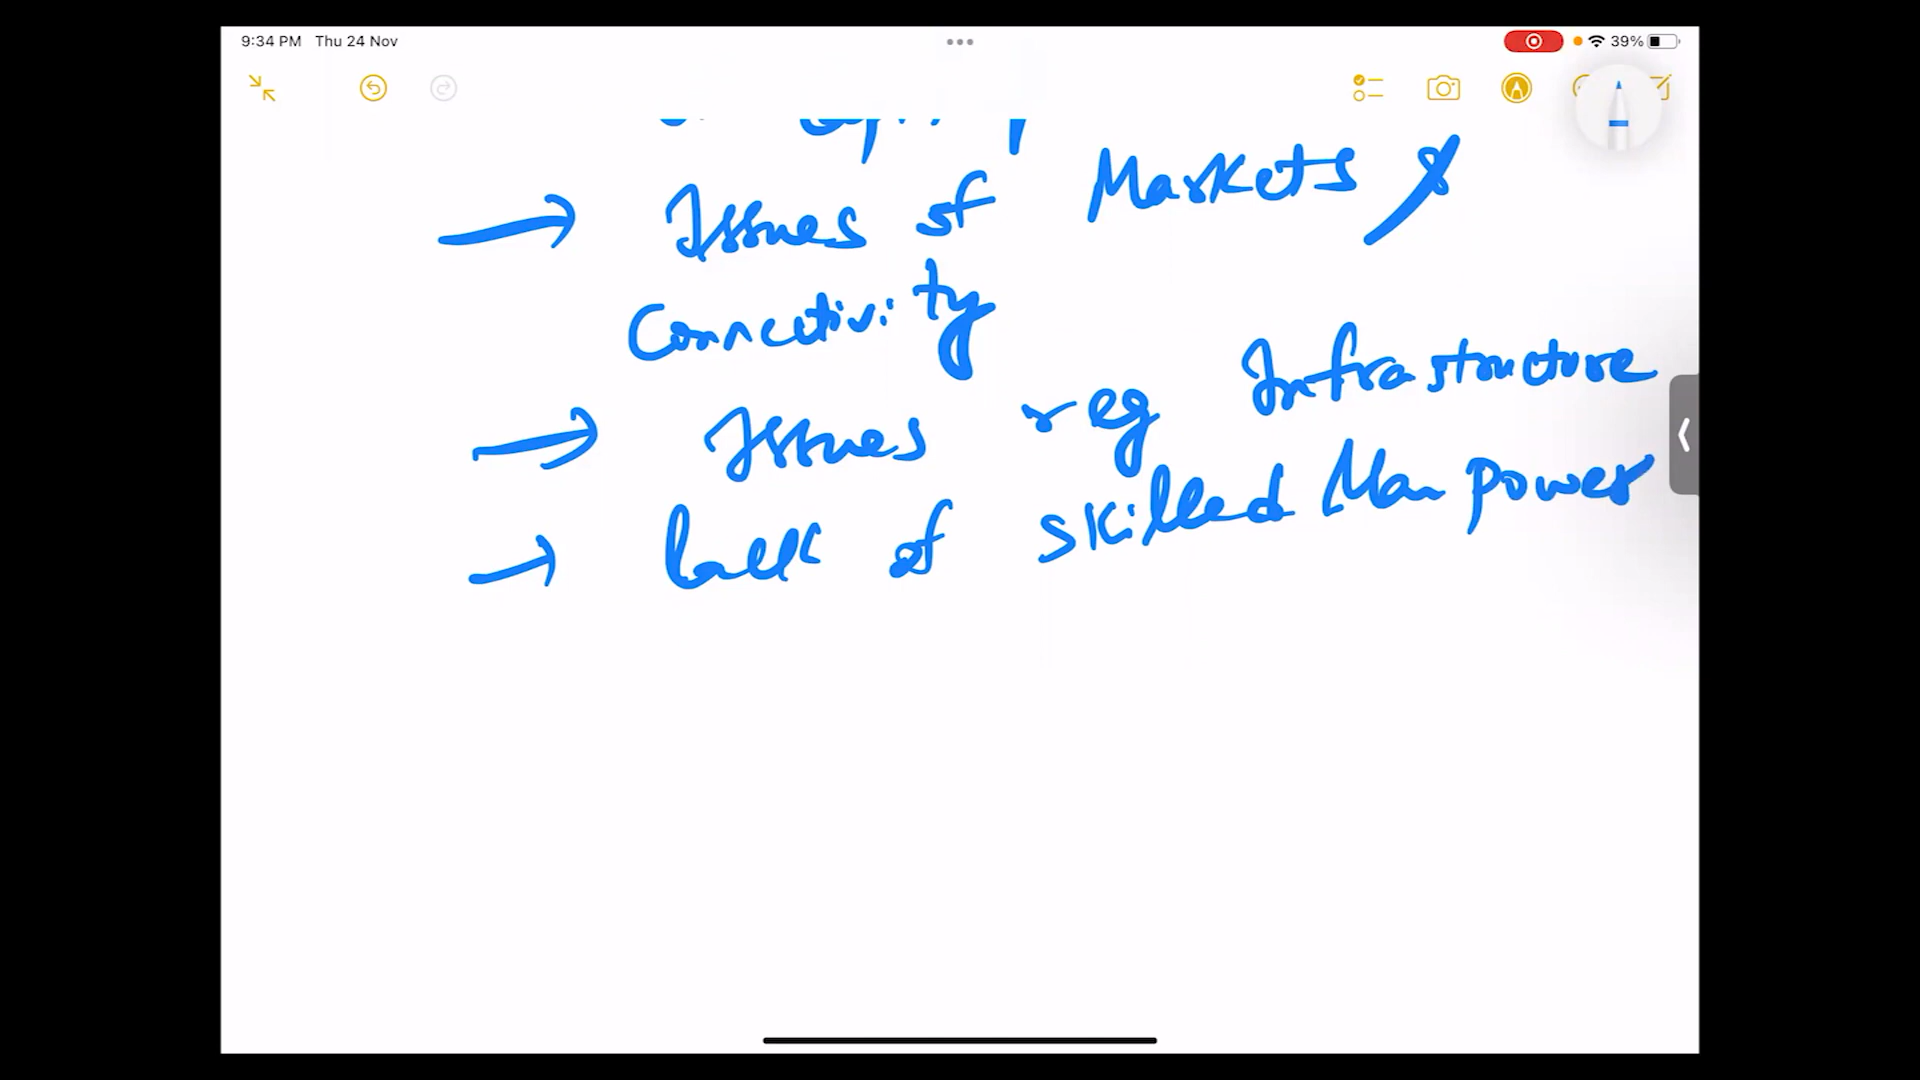 9:34 PM Thu 24 Nov
39%
→ Issues of Markets &
Connectivity
→ Issues reg Infrastructure
→ lack of skilled Man power